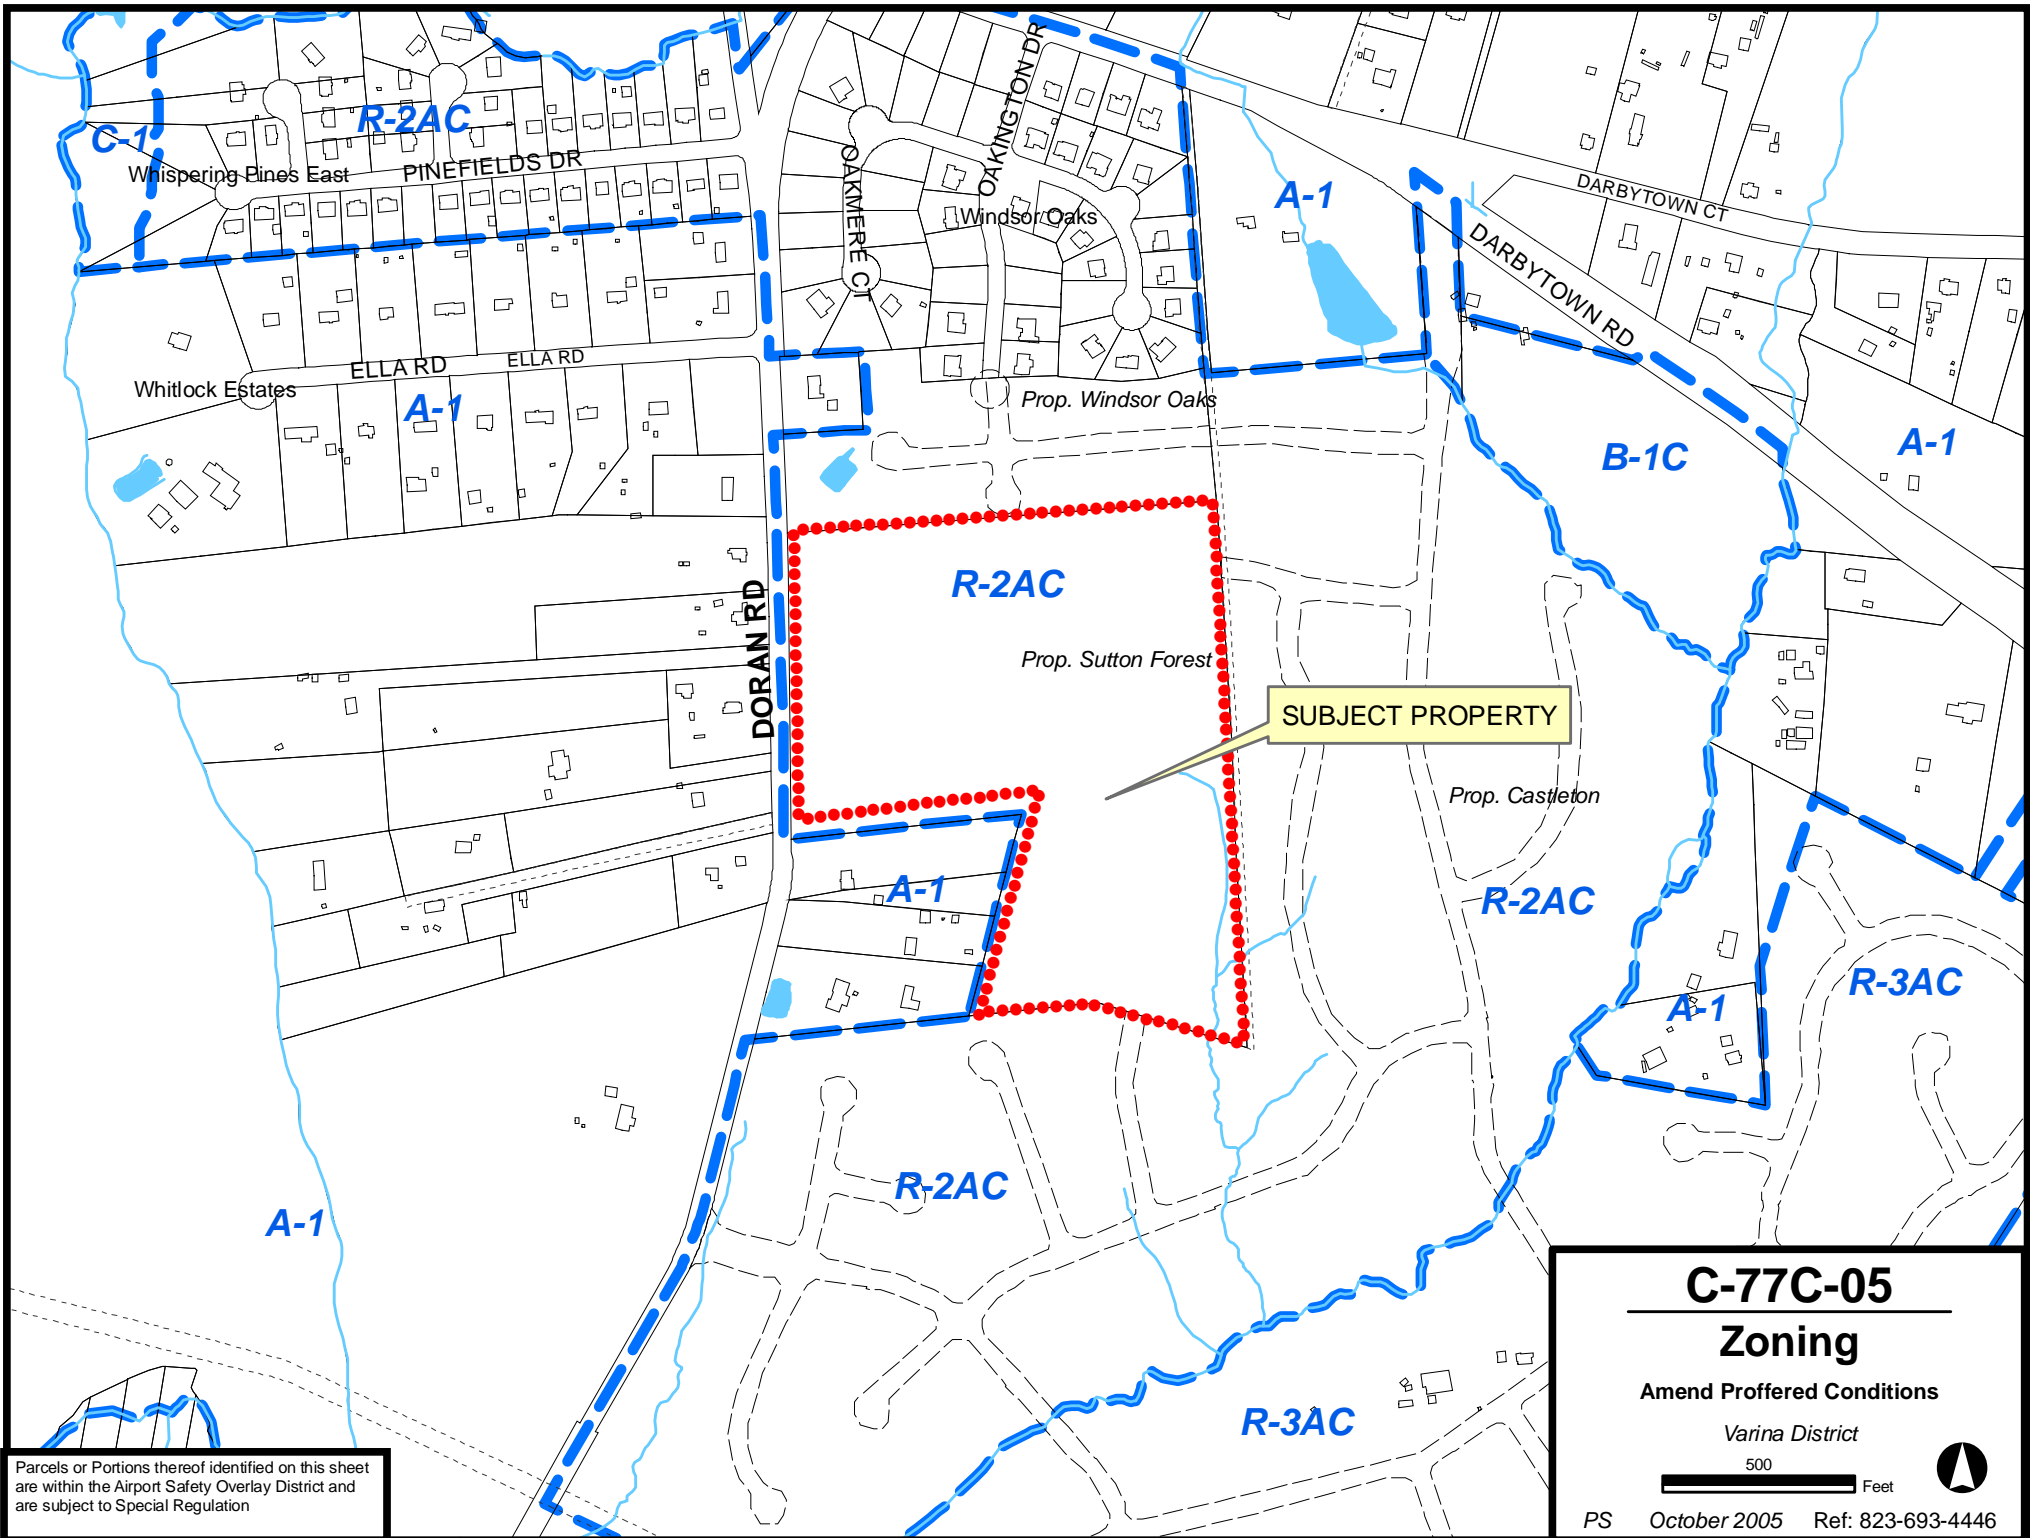 OAKINGTON DR
R-2AC
C-1
Whispering Pines East
PINEFIELDS DR
OAKMERE CT
A-1
DARBYTOWN CT
Windsor Oaks
DARBYTOWN RD
ELLA RD
ELLA RD
Whitlock Estates
A-1
Prop. Windsor Oaks
B-1C
A-1
R-2AC
DORAN RD
Prop. Sutton Forest
SUBJECT PROPERTY
Prop. Castleton
A-1
R-2AC
R-3AC
A-1
R-2AC
A-1
R-3AC
C-77C-05
Zoning
Amend Proffered Conditions
Varina District
500
Feet
PS October 2005 Ref: 823-693-4446
Parcels or Portions thereof identified on this sheet
are within the Airport Safety Overlay District and
are subject to Special Regulation